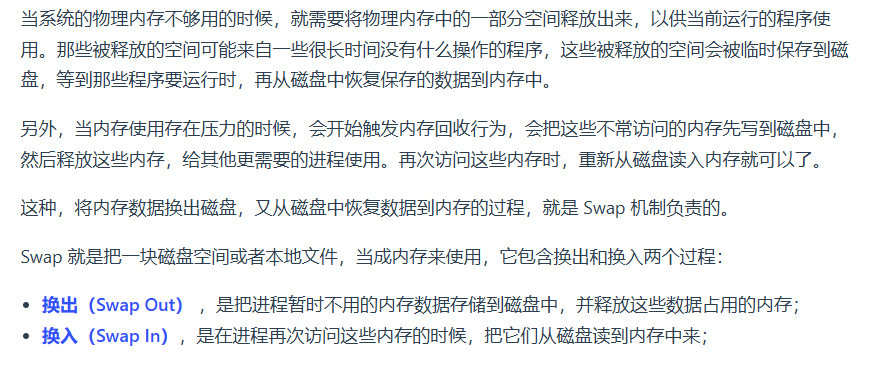 当系统的物理内存不够用的时候，就需要将物理内存中的一部分空间释放出来，以供当前运行的程序使
用。那些被释放的空间可能来自一些很长时间没有什么操作的程序，这些被释放的空间会被临时保存到磁
盘，等到那些程序要运行时，再从磁盘中恢复保存的数据到内存中。
另外，当内存使用存在压力的时候，会开始触发内存回收行为，会把这些不常访问的内存先写到磁盘中，
然后释放这些内存，给其他更需要的进程使用。再次访问这些内存时，重新从磁盘读入内存就可以了。
这种，将内存数据换出磁盘，又从磁盘中恢复数据到内存的过程，就是 Swap 机制负责的。
Swap 就是把一块磁盘空间或者本地文件，当成内存来使用，它包含换出和换入两个过程：
• 换出（Swap Out） ，是把进程暂时不用的内存数据存储到磁盘中，并释放这些数据占用的内存；
• 换入（Swap In），是在进程再次访问这些内存的时候，把它们从磁盘读到内存中来；